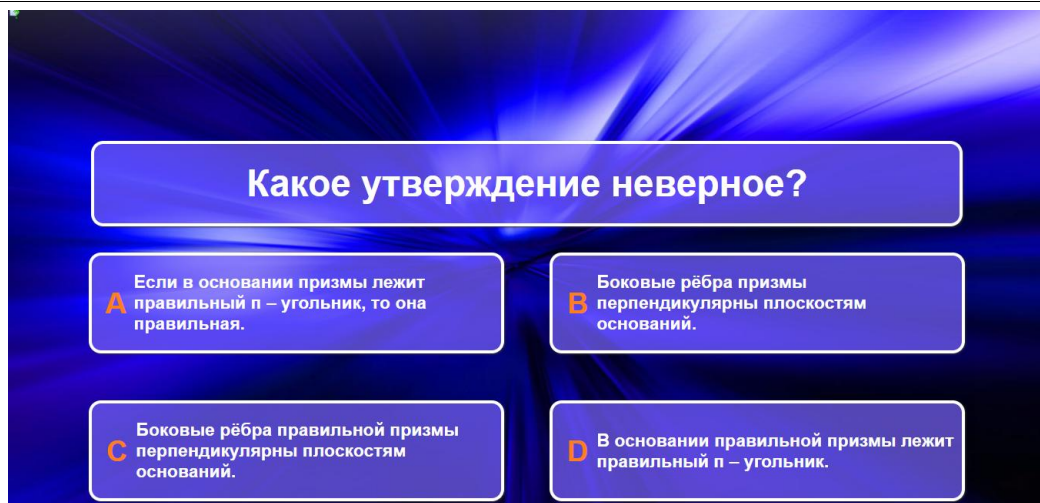 Какое утверждение неверное?
A
Если в основании призмы лежит
правильный п – угольник, то она
правильная.
B
Боковые рёбра призмы
перпендикулярны плоскостям
оснований.
C
Боковые рёбра правильной призмы
перпендикулярны плоскостям
оснований.
D
В основании правильной призмы лежит
правильный п – угольник.